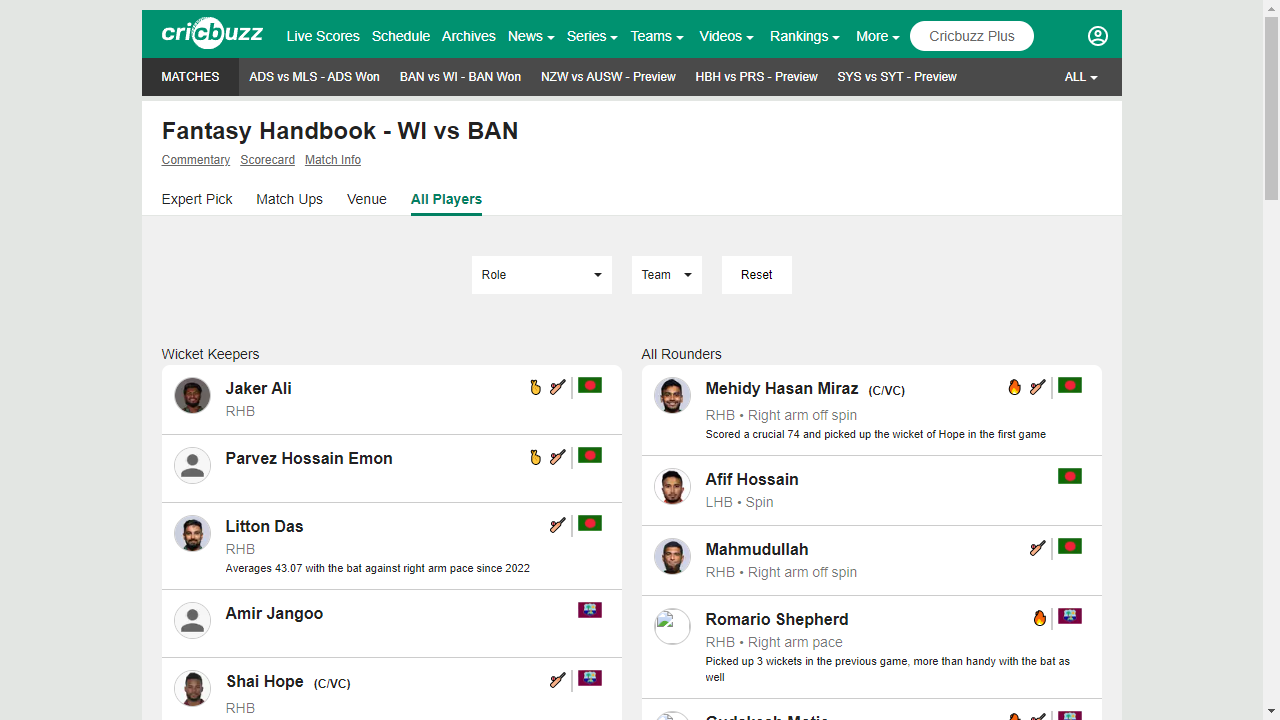 cricbuzz Live Scores Schedule Archives News Series Teams Videos Rankings More Cricbuzz Plus
MATCHES ADS vs MLS - ADS Won BAN vs WI - BAN Won NZW vs AUSW - Preview HBH vs PRS - Preview SYS vs SYT - Preview ALL
Fantasy Handbook - WI vs BAN
Commentary Scorecard Match Info
Expert Pick Match Ups Venue All Players
Role Team Reset
Wicket Keepers
Jaker Ali
RHB
Parvez Hossain Emon
Litton Das
RHB
Averages 43.07 with the bat against right arm pace since 2022
Amir Jangoo
Shai Hope (C/VC)
RHB
All Rounders
Mehidy Hasan Miraz (C/VC)
RHB • Right arm off spin
Scored a crucial 74 and picked up the wicket of Hope in the first game
Afif Hossain
LHB • Spin
Mahmudullah
RHB • Right arm off spin
Romario Shepherd
RHB • Right arm pace
Picked up 3 wickets in the previous game, more than handy with the bat as
well